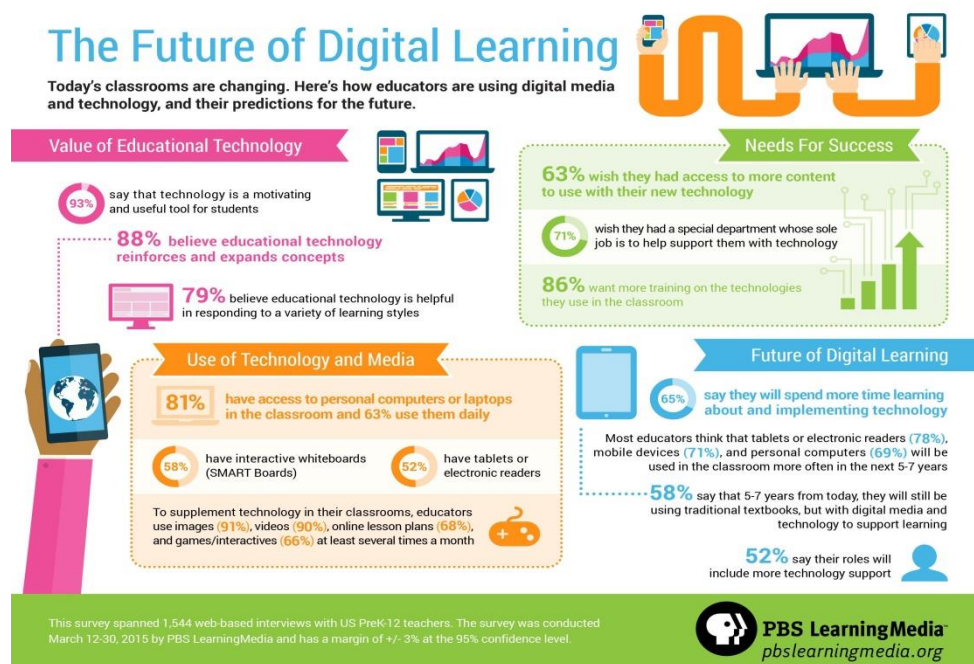 The Future of Digital Learning
Today's classrooms are changing. Here's how educators are using digital media
and technology, and their predictions for the future.
Value of Educational Technology
93%
say that technology is a motivating
and useful tool for students
88% believe educational technology
reinforces and expands concepts
79% believe educational technology is helpful
in responding to a variety of learning styles
Needs For Success
63% wish they had access to more content
to use with their new technology
71%
wish they had a special department whose sole
job is to help support them with technology
86% want more training on the technologies
they use in the classroom
Use of Technology and Media
81%
have access to personal computers or laptops
in the classroom and 63% use them daily
58%
have interactive whiteboards
(SMART Boards)
52%
have tablets or
electronic readers
To supplement technology in their classrooms, educators
use images (91%), videos (90%), online lesson plans (68%),
and games/interactives (66%) at least several times a month
Future of Digital Learning
65%
say they will spend more time learning
about and implementing technology
Most educators think that tablets or electronic readers (78%),
mobile devices (71%), and personal computers (69%) will be
used in the classroom more often in the next 5-7 years
58% say that 5-7 years from today, they will still be
using traditional textbooks, but with digital media and
technology to support learning
52% say their roles will
include more technology support
This survey spanned 1,544 web-based interviews with US PreK-12 teachers. The survey was conducted
March 12-30, 2015 by PBS LearningMedia and has a margin of +/- 3% at the 95% confidence level.
PBS LearningMedia™
pbslearningmedia.org